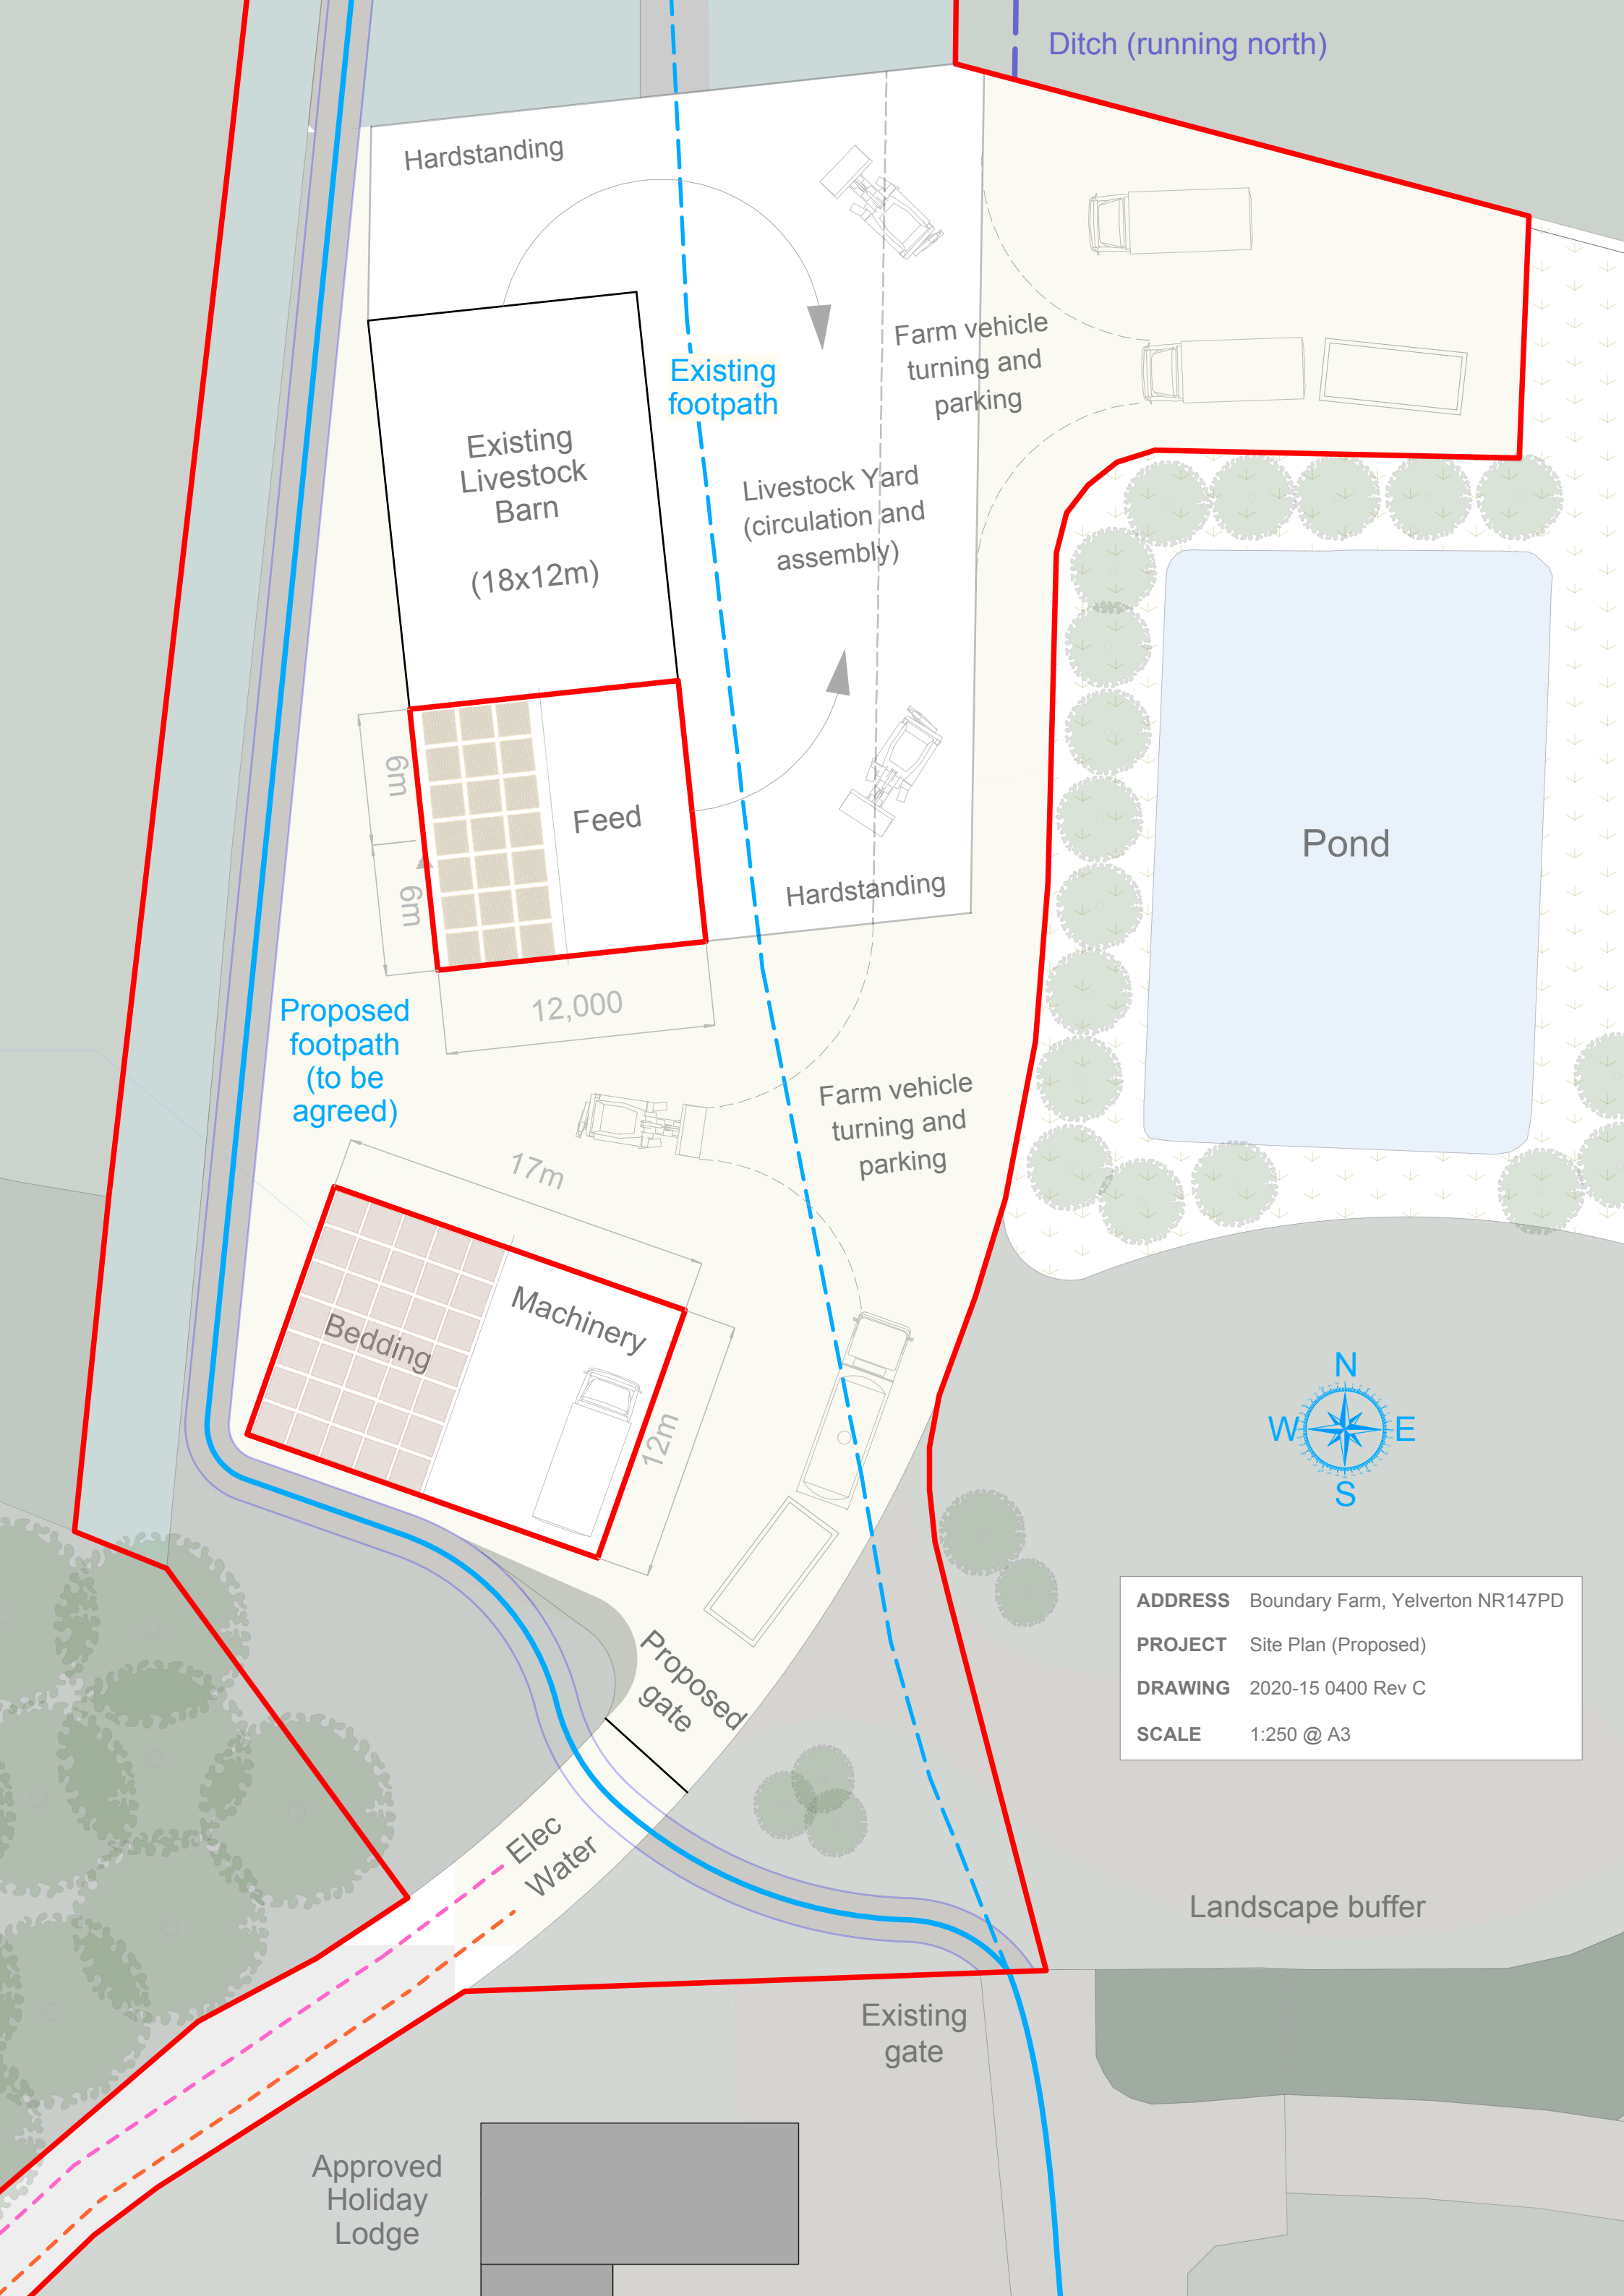 Ditch (running north)
Hardstanding
Farm vehicle
turning and
parking
Existing
footpath
Existing
Livestock
Barn
(18x12m)
Livestock Yard
(circulation and
assembly)
6m
6m
Feed
Pond
Hardstanding
12,000
Proposed
footpath
(to be
agreed)
Farm vehicle
turning and
parking
17m
Machinery
Bedding
12m
N
W
E
S
ADDRESS Boundary Farm, Yelverton NR147PD
PROJECT Site Plan (Proposed)
DRAWING 2020-15 0400 Rev C
SCALE 1:250 @ A3
Proposed
gate
Elec
Water
Landscape buffer
Existing
gate
Approved
Holiday
Lodge